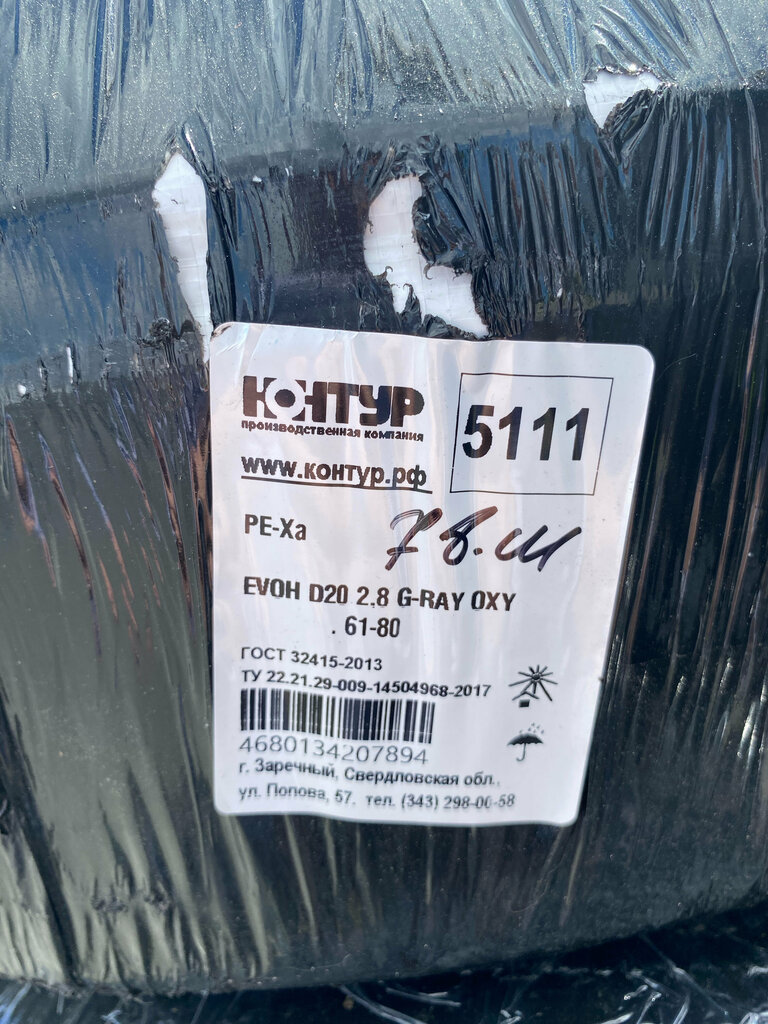 КОНТУР
производственная компания
5111
www.контур.рф
PE-Xa
78.Ш
EVOH D20 2.8 G-RAY OXY
. 61-80
ГОСТ 32415-2013
ТУ 22.21.29-009-14504968-2017
4680134207894
г. Заречный, Свердловская обл.,
ул. Попова, 57. тел. (343) 298-00-58